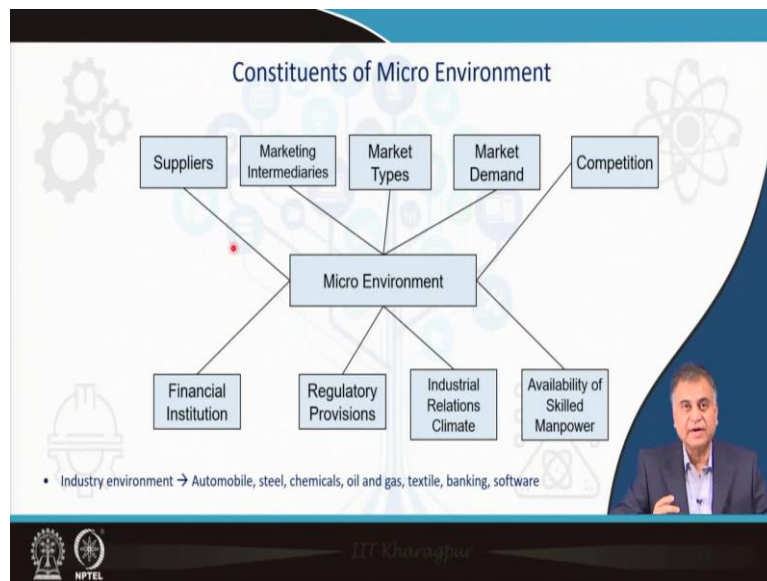 Constituents of Micro Environment
Suppliers
Marketing
Intermediaries
Market
Types
Market
Demand
Competition
Micro Environment
Financial
Institution
Regulatory
Provisions
Industrial
Relations
Climate
Availability of
Skilled
Manpower
• Industry environment → Automobile, steel, chemicals, oil and gas, textile, banking, software
IIT Kharagpur
NPTEL